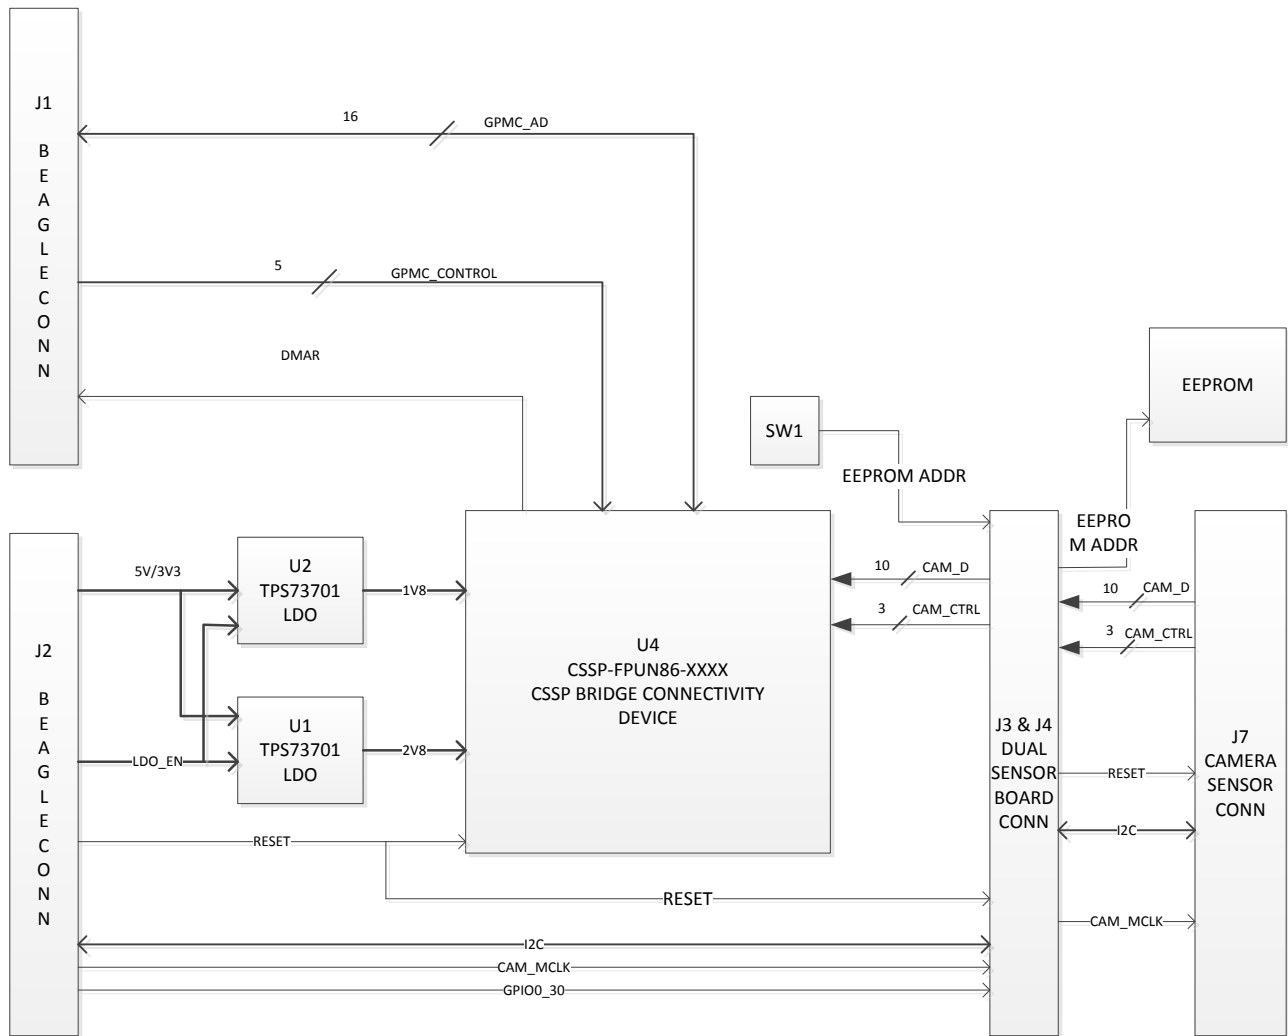 J1
B
E
A
G
L
E
C
O
N
N
16
GPMC_AD
5
GPMC_CONTROL
DMAR
SW1
EEPROM ADDR
EEPROM
EEPRO
M ADDR
J2
B
E
A
G
L
E
C
O
N
N
5V/3V3
U2
TPS73701
LDO
1V8
U1
TPS73701
LDO
2V8
LDO_EN
RESET
U4
CSSP-FPUN86-XXXX
CSSP BRIDGE CONNECTIVITY
DEVICE
10
CAM_D
3
CAM_CTRL
J3 & J4
DUAL
SENSOR
BOARD
CONN
10
CAM_D
3
CAM_CTRL
RESET
I2C
CAM_MCLK
J7
CAMERA
SENSOR
CONN
RESET
I2C
CAM_MCLK
GPIO0_30